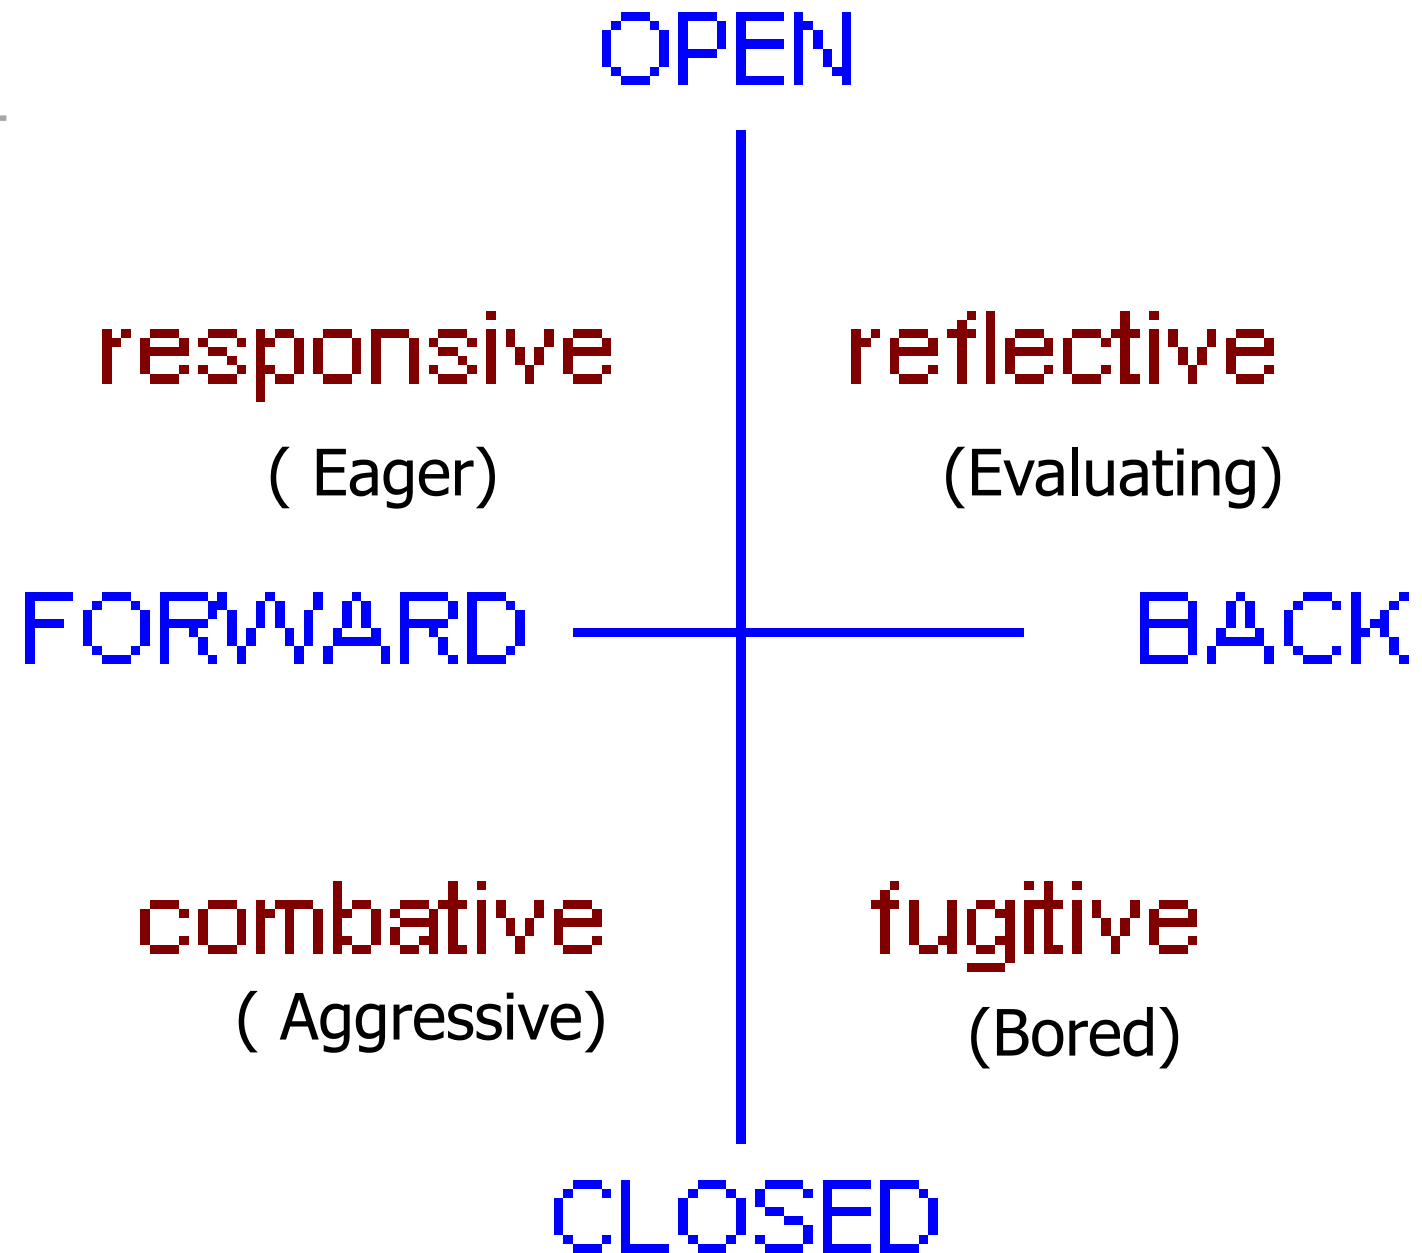 OPEN
responsive
reflective
( Eager)
(Evaluating)
FORWARD
BACK
combative
fugitive
( Aggressive)
(Bored)
CLOSED